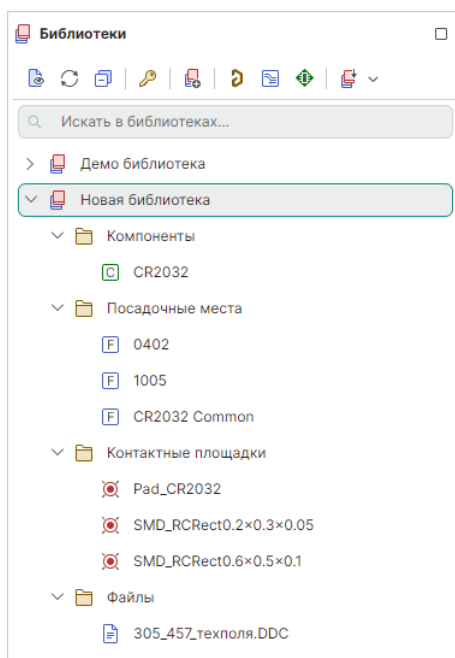 Библиотеки
Искать в библиотеках...
Демо библиотека
Новая библиотека
Компоненты
C CR2032
Посадочные места
F 0402
F 1005
F CR2032 Common
Контактные площадки
Pad_CR2032
SMD_RCRect0.2×0.3×0.05
SMD_RCRect0.6×0.5×0.1
Файлы
305_457_техполя.DDC